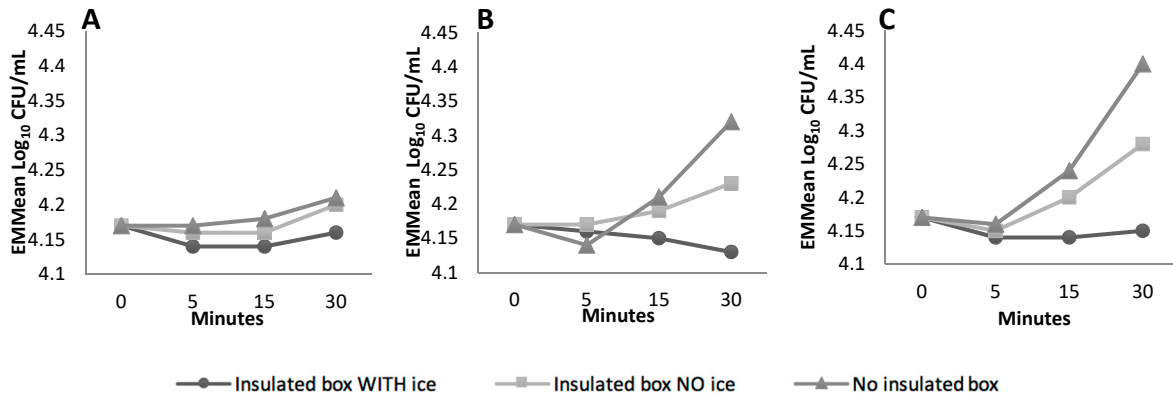 A
EMMean Log10 CFU/mL
4.45
4.4
4.35
4.3
4.25
4.2
4.15
4.1
0 5 15 30
Minutes
B
EMMean Log10 CFU/mL
4.45
4.4
4.35
4.3
4.25
4.2
4.15
4.1
0 5 15 30
Minutes
C
EMMean Log10 CFU/mL
4.45
4.4
4.35
4.3
4.25
4.2
4.15
4.1
0 5 15 30
Minutes
Insulated box WITH ice Insulated box NO ice No insulated box